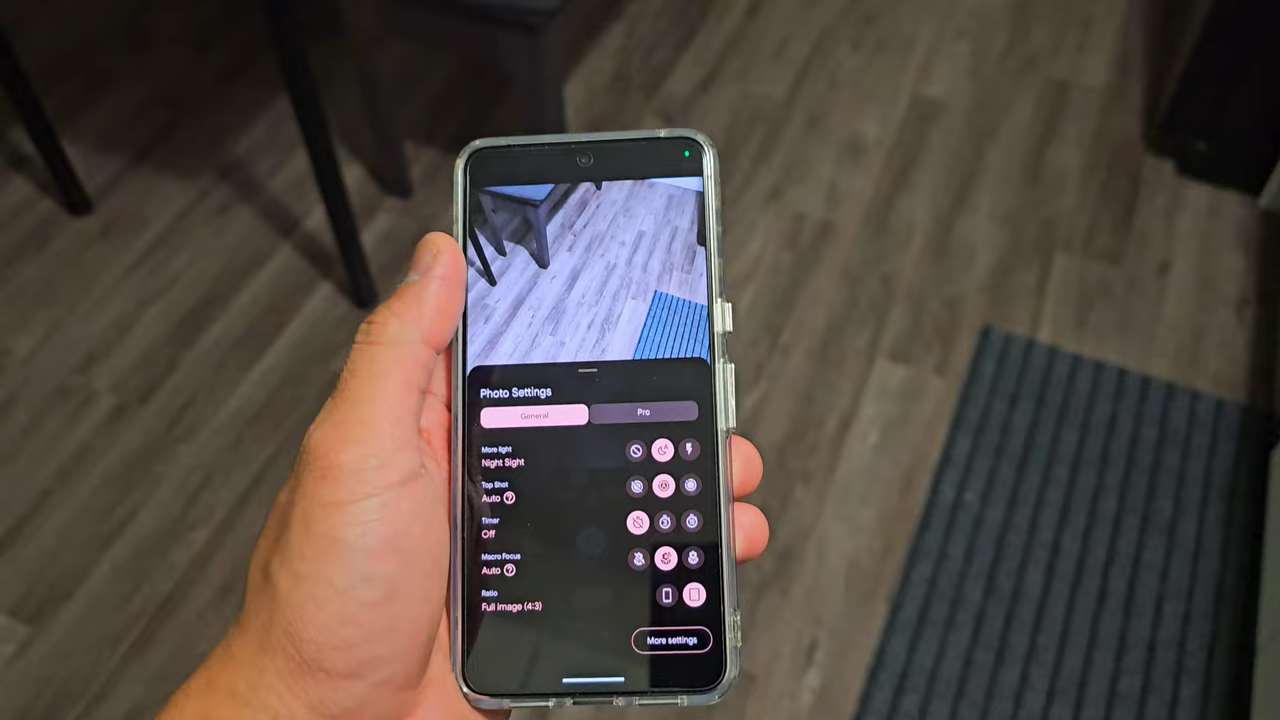 Photo Settings
General
Pro
More light
Night Sight
Top Shot
Auto
Timer
Off
Macro Focus
Auto
Ratio
Full image (4:3)
More settings